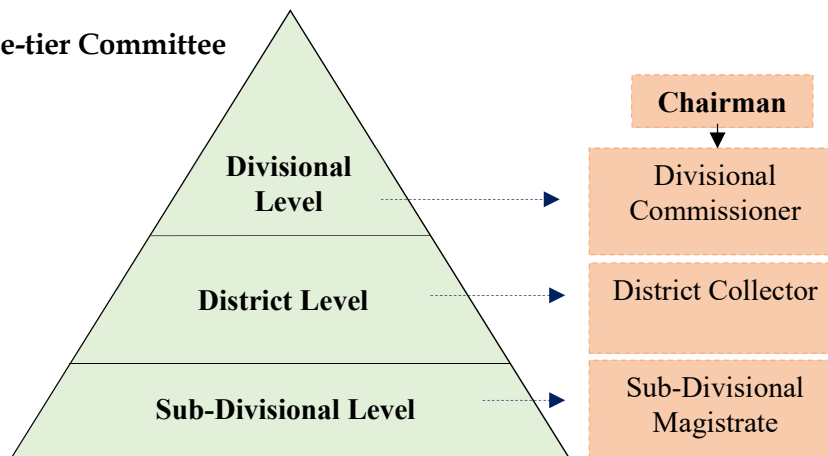 e-tier Committee
Chairman
Divisional
Level
Divisional
Commissioner
District Level
District Collector
Sub-Divisional Level
Sub-Divisional
Magistrate